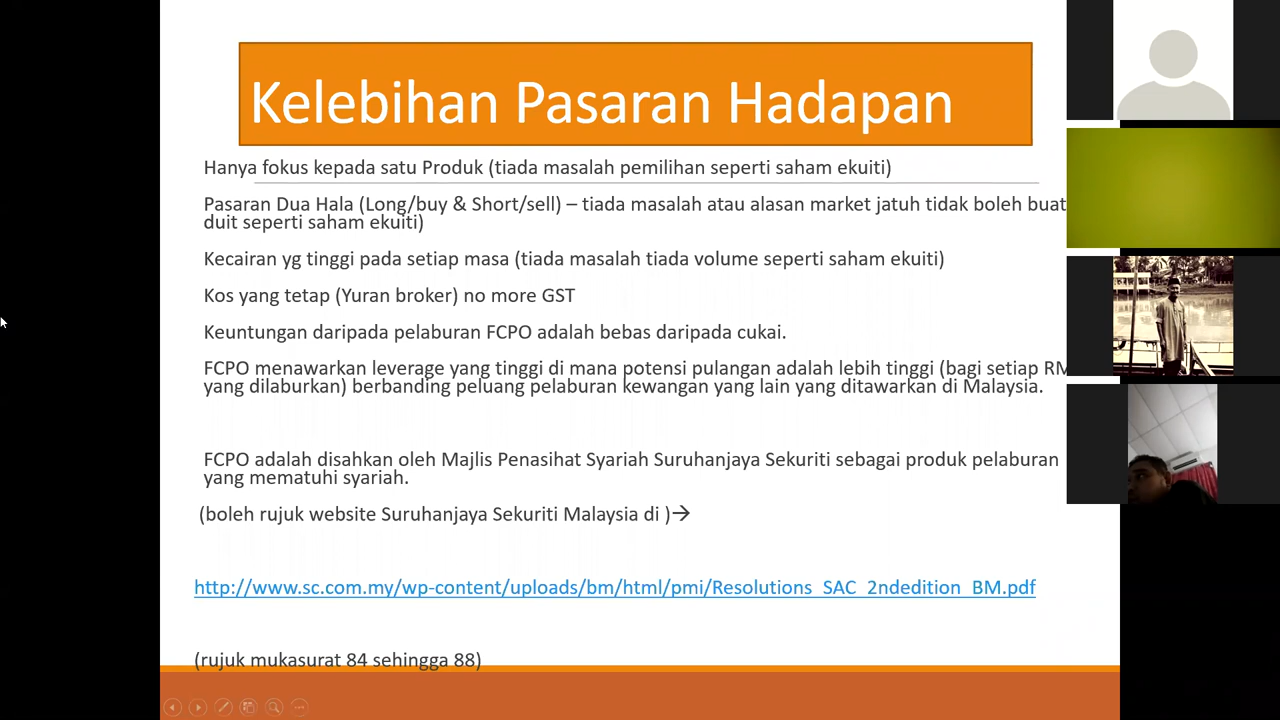 Kelebihan Pasaran Hadapan
Hanya fokus kepada satu Produk (tiada masalah pemilihan seperti saham ekuiti)
Pasaran Dua Hala (Long/buy & Short/sell) – tiada masalah atau alasan market jatuh tidak boleh buat
duit seperti saham ekuiti)
Kecairan yg tinggi pada setiap masa (tiada masalah tiada volume seperti saham ekuiti)
Kos yang tetap (Yuran broker) no more GST
Keuntungan daripada pelaburan FCPO adalah bebas daripada cukai.
FCPO menawarkan leverage yang tinggi di mana potensi pulangan adalah lebih tinggi (bagi setiap RM
yang dilaburkan) berbanding peluang pelaburan kewangan yang lain yang ditawarkan di Malaysia.
FCPO adalah disahkan oleh Majlis Penasihat Syariah Suruhanjaya Sekuriti sebagai produk pelaburan
yang mematuhi syariah.
(boleh rujuk website Suruhanjaya Sekuriti Malaysia di )→
http://www.sc.com.my/wp-content/uploads/bm/html/pmi/Resolutions_SAC_2ndedition_BM.pdf
(rujuk mukasurat 84 sehingga 88)